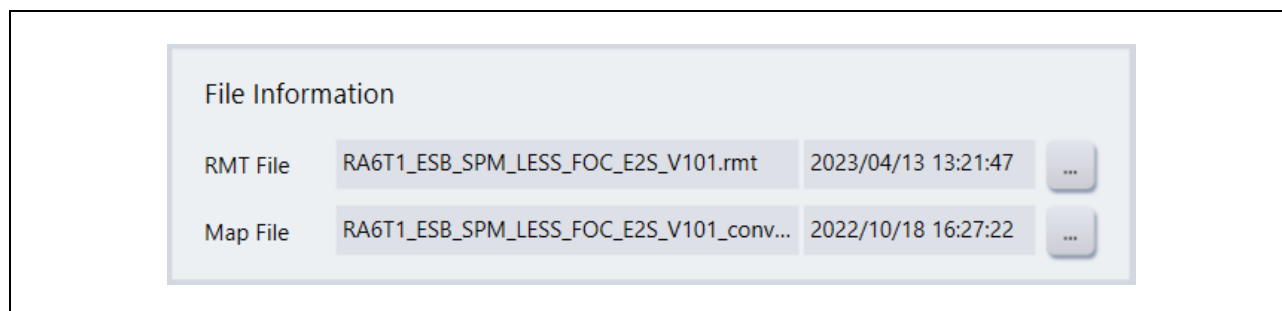 File Information
RMT File RA6T1_ESB_SPM_LESS_FOC_E2S_V101.rmt 2023/04/13 13:21:47 ...
Map File RA6T1_ESB_SPM_LESS_FOC_E2S_V101_conv... 2022/10/18 16:27:22 ...